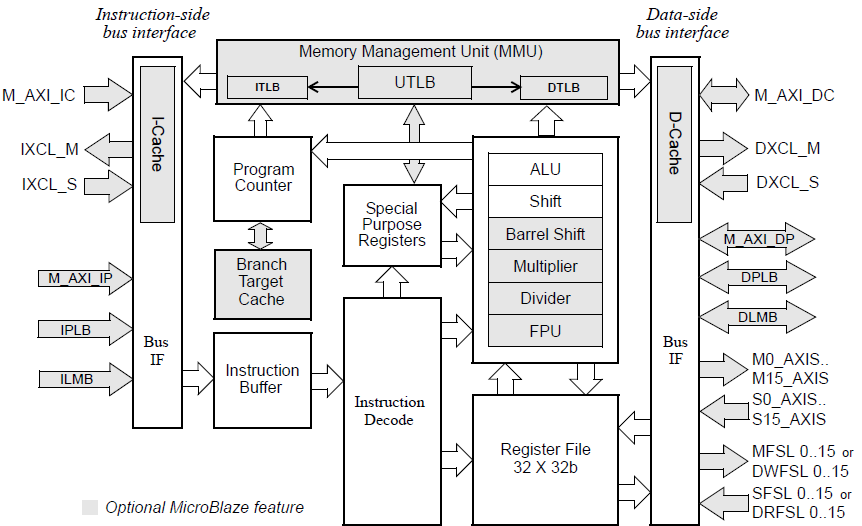 Instruction-side
bus interface
Data-side
bus interface
Memory Management Unit (MMU)
ITLB
UTLB
DTLB
M_AXI_IC
I-Cache
D-Cache
M_AXI_DC
IXCL_M
Program
Counter
ALU
DXCL_M
IXCL_S
Shift
DXCL_S
Special
Purpose
Registers
Barrel Shift
M_AXI_DP
M_AXI_IP
Branch
Target
Cache
Multiplier
DPLB
Divider
DLMB
IPLB
Bus
IF
FPU
Bus
IF
ILMB
Instruction
Buffer
Instruction
Decode
M0_AXIS..
M15_AXIS
S0_AXIS..
S15_AXIS
Register File
32 X 32b
MFSL 0..15 or
DWFSL 0..15
SFSL 0..15 or
DRFSL 0..15
Optional MicroBlaze feature